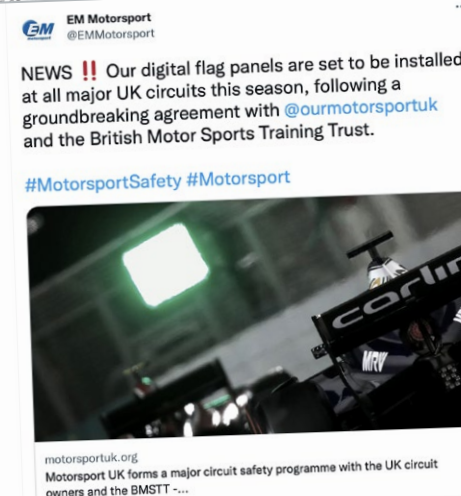 EM Motorsport
EM
motorsport
@EMMotorsport
NEWS ‼️ Our digital flag panels are set to be installed
at all major UK circuits this season, following a
groundbreaking agreement with @ourmotorsportuk
and the British Motor Sports Training Trust.
#MotorsportSafety #Motorsport
carlin
MRV
motorsportuk.org
Motorsport UK forms a major circuit safety programme with the UK circuit
owners and the BMSTT -...